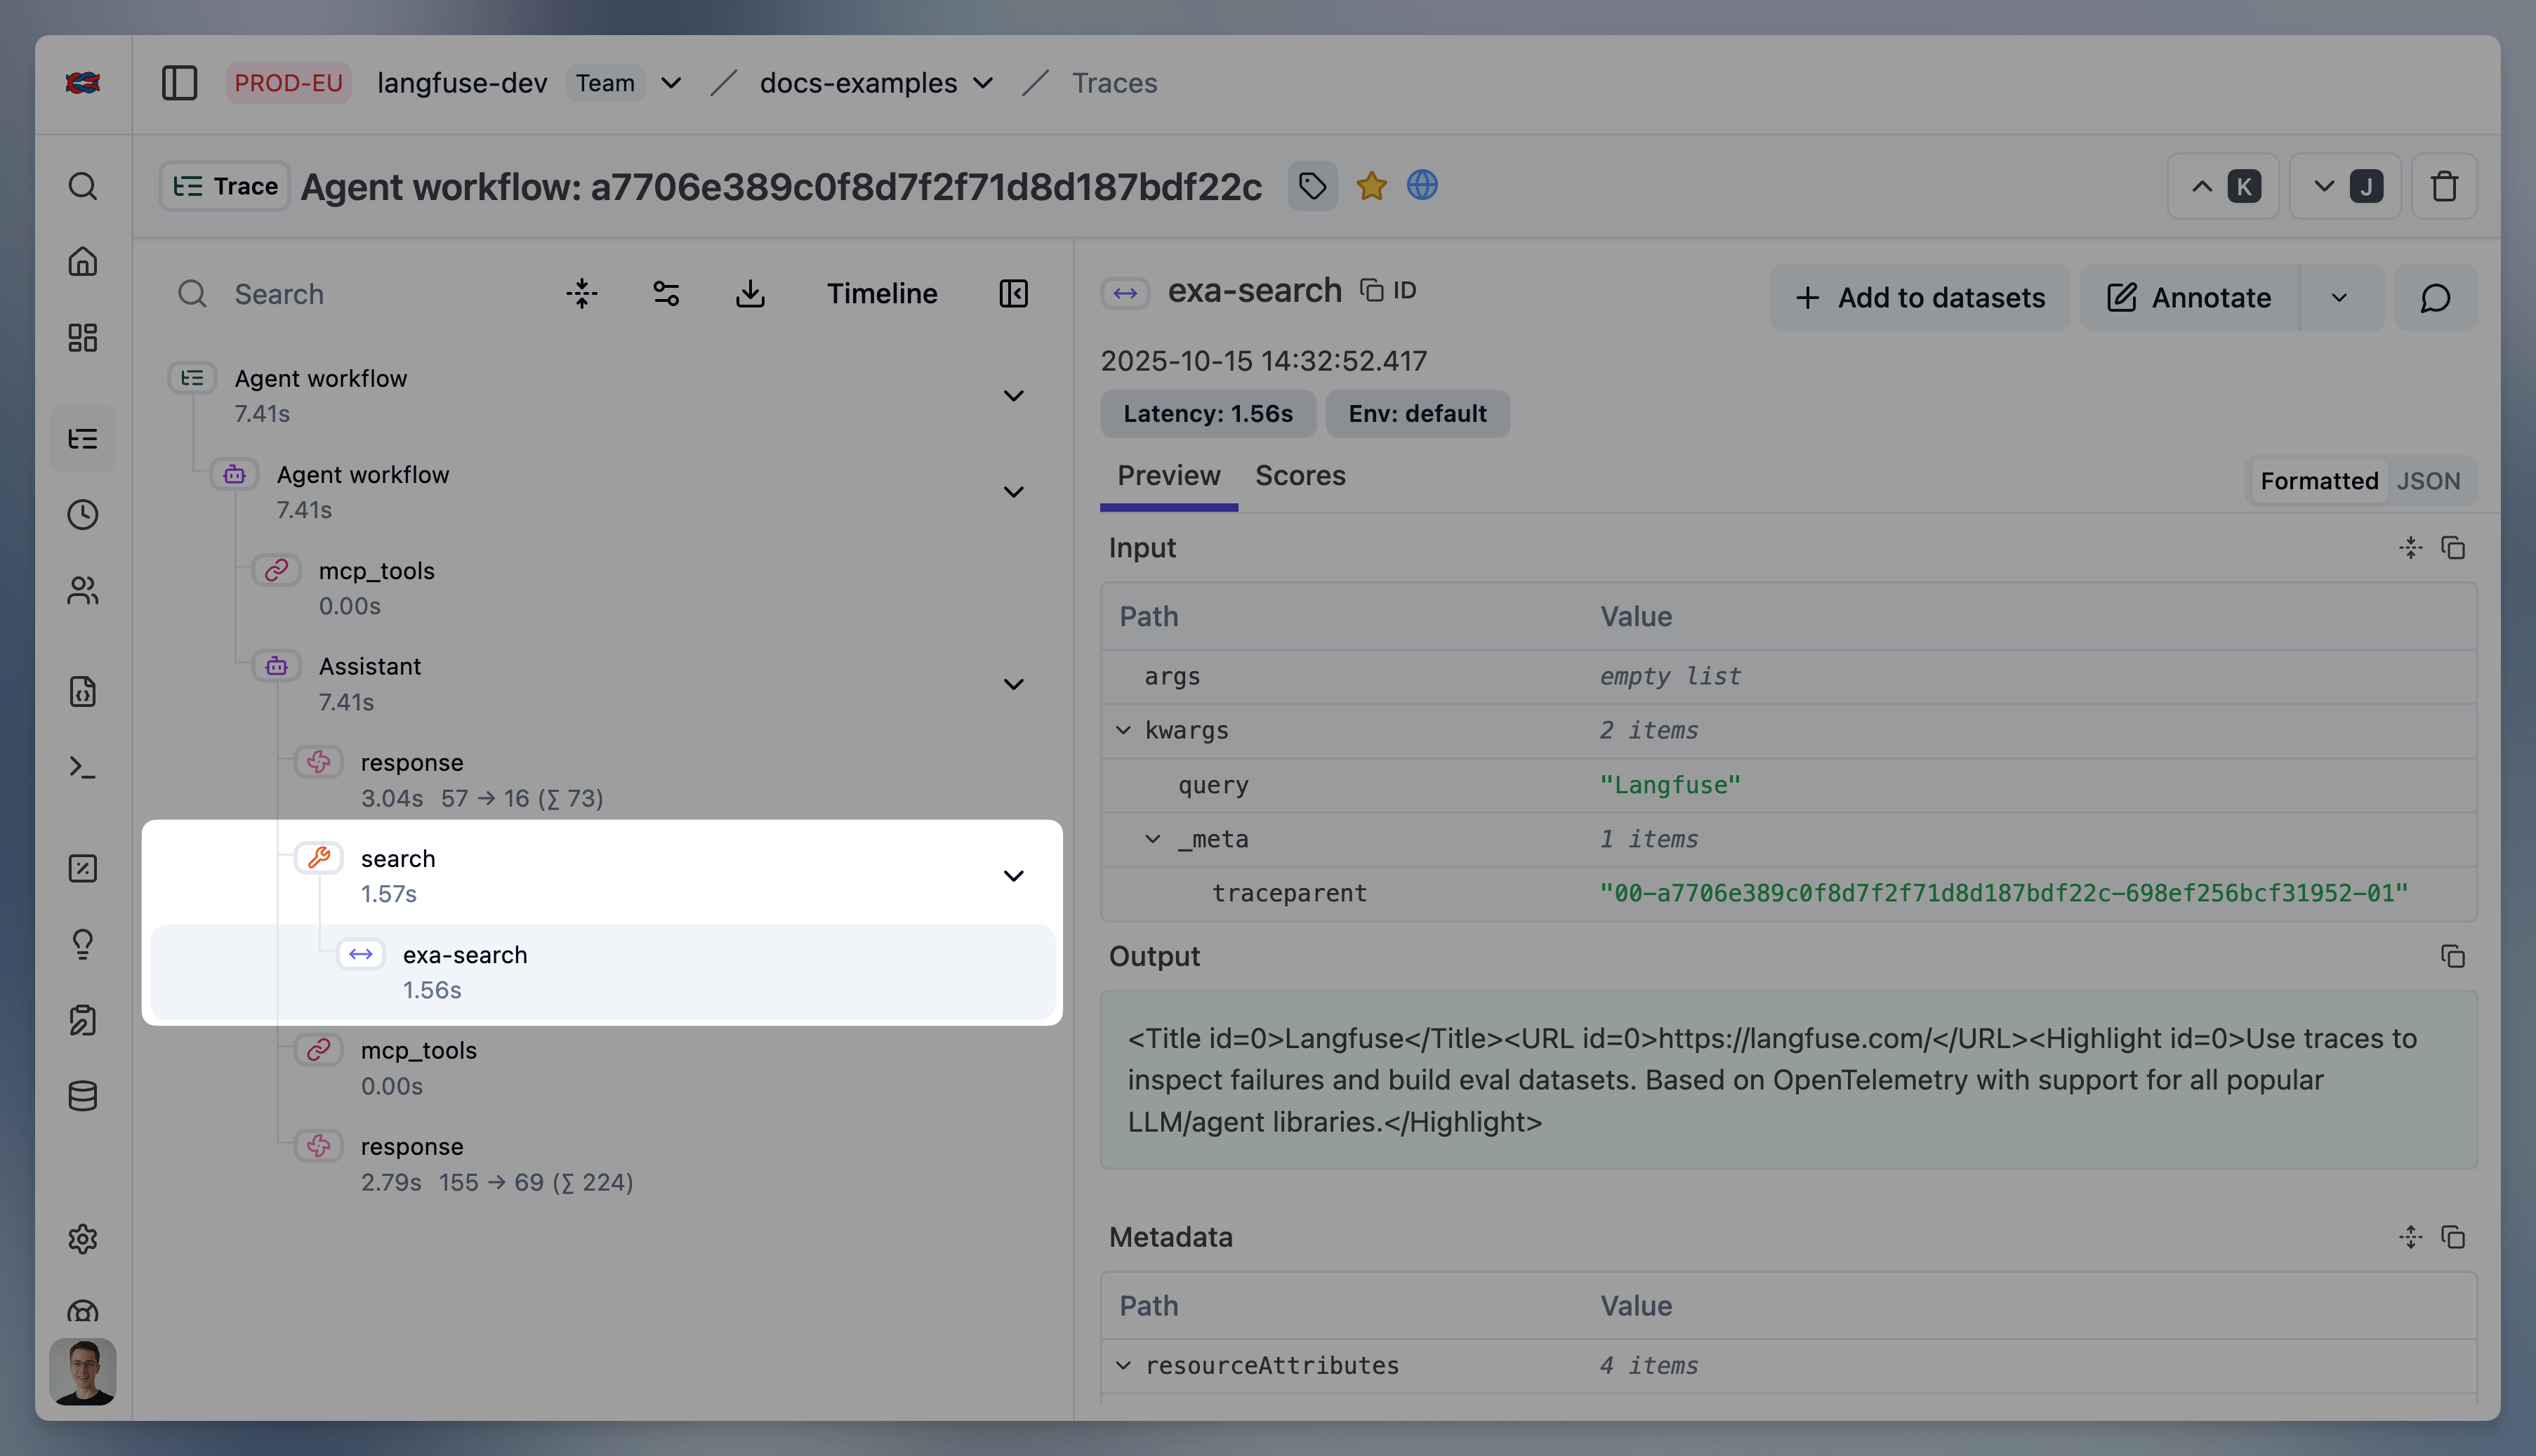 PROD-EU langfuse-dev Team docs-examples Traces
Trace Agent workflow: a7706e389c0f8d7f2f71d8d187bdf22c K J
Search Timeline
Agent workflow
7.41s
Agent workflow
7.41s
mcp_tools
0.00s
Assistant
7.41s
response
3.04s 57 → 16 (∑ 73)
search
1.57s
exa-search
1.56s
mcp_tools
0.00s
response
2.79s 155 → 69 (∑ 224)
exa-search ID
+ Add to datasets Annotate
2025-10-15 14:32:52.417
Latency: 1.56s Env: default
Preview Scores Formatted JSON
Input
Path Value
args empty list
kwargs 2 items
query "Langfuse"
_meta 1 items
traceparent "00-a7706e389c0f8d7f2f71d8d187bdf22c-698ef256bcf31952-01"
Output
<Title id=0>Langfuse</Title><URL id=0>https://langfuse.com/</URL><Highlight id=0>Use traces to
inspect failures and build eval datasets. Based on OpenTelemetry with support for all popular
LLM/agent libraries.</Highlight>
Metadata
Path Value
resourceAttributes 4 items